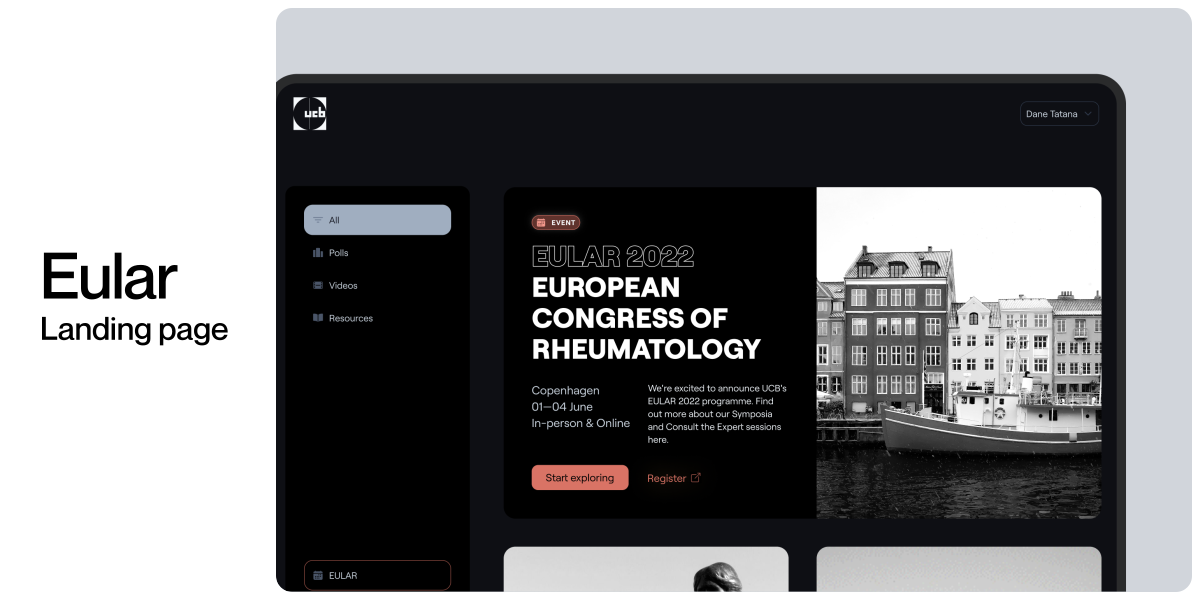 Eular
Landing page
ucb
Dane Tatana
All
Polls
Videos
Resources
EULAR
EVENT
EULAR 2022
EUROPEAN
CONGRESS OF
RHEUMATOLOGY
Copenhagen
01—04 June
In-person & Online
We're excited to announce UCB's
EULAR 2022 programme. Find
out more about our Symposia
and Consult the Expert sessions
here.
Start exploring
Register